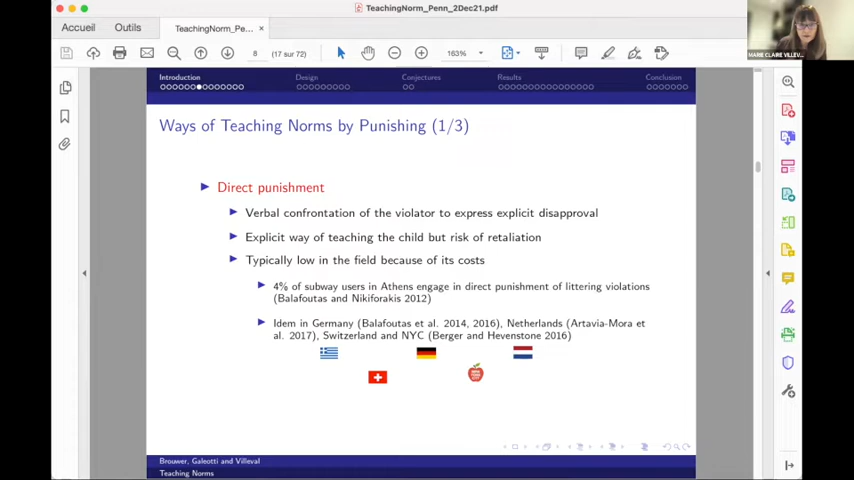 TeachingNorm_Penn_2Dec21.pdf
Accueil
Outils
TeachingNorm_Pe...
×
8
(17 sur 72)
163%
MARIE CLAIRE VILLEV...
Introduction
Design
Conjectures
Results
Conclusion
Ways of Teaching Norms by Punishing (1/3)
Direct punishment
Verbal confrontation of the violator to express explicit disapproval
Explicit way of teaching the child but risk of retaliation
Typically low in the field because of its costs
4% of subway users in Athens engage in direct punishment of littering violations
(Balafoutas and Nikiforakis 2012)
Idem in Germany (Balafoutas et al. 2014, 2016), Netherlands (Artavia-Mora et
al. 2017), Switzerland and NYC (Berger and Hevenstone 2016)
Brouwer, Galeotti and Villeval
Teaching Norms